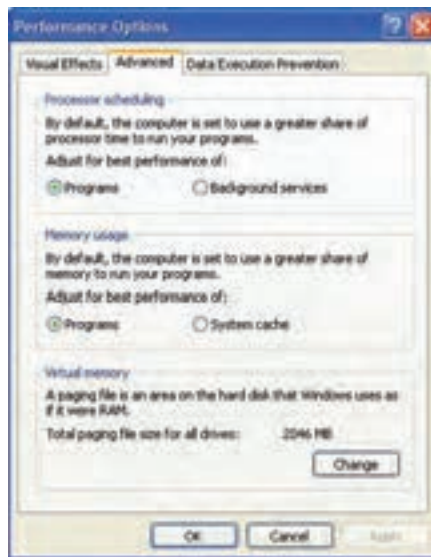 Performance Options
Visual Effects Advanced Data Execution Prevention
Processor scheduling
By default, the computer is set to use a greater share of
processor time to run your programs.
Adjust for best performance of:
Programs Background services
Memory usage
By default, the computer is set to use a greater share of
memory to run your programs.
Adjust for best performance of:
Programs System cache
Virtual memory
A paging file is an area on the hard disk that Windows uses as
if it were RAM.
Total paging file size for all drives: 2046 MB
Change
OK Cancel Apply